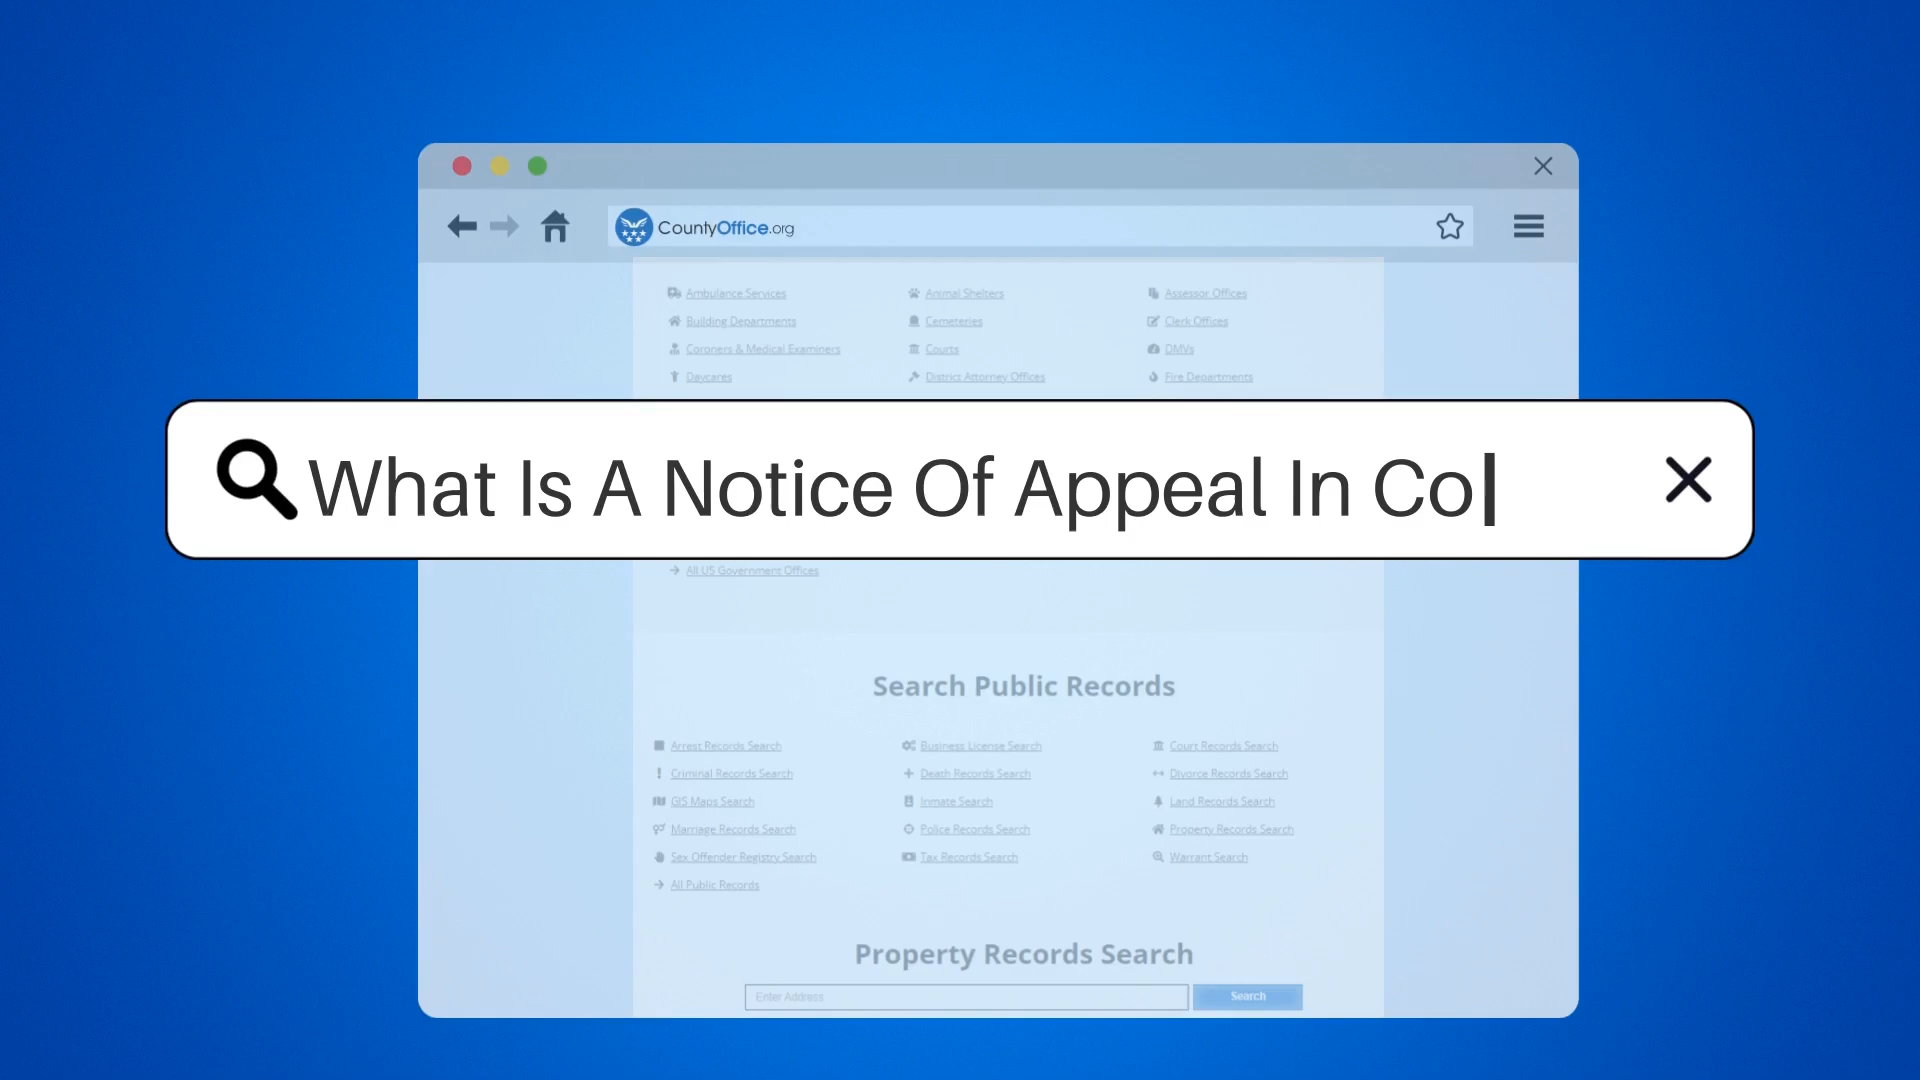 CountyOffice.org
Ambulance Services Animal Shelters Assessor Offices
Building Departments Cemeteries Clerk Offices
Coroners & Medical Examiners Courts DMVs
Daycares District Attorney Offices Fire Departments
What Is A Notice Of Appeal In Co
All US Government Offices
Search Public Records
Arrest Records Search Business License Search Court Records Search
Criminal Records Search Death Records Search Divorce Records Search
GIS Maps Search Inmate Search Land Records Search
Marriage Records Search Police Records Search Property Records Search
Sex Offender Registry Search Tax Records Search Warrant Search
All Public Records
Property Records Search
Enter Address Search